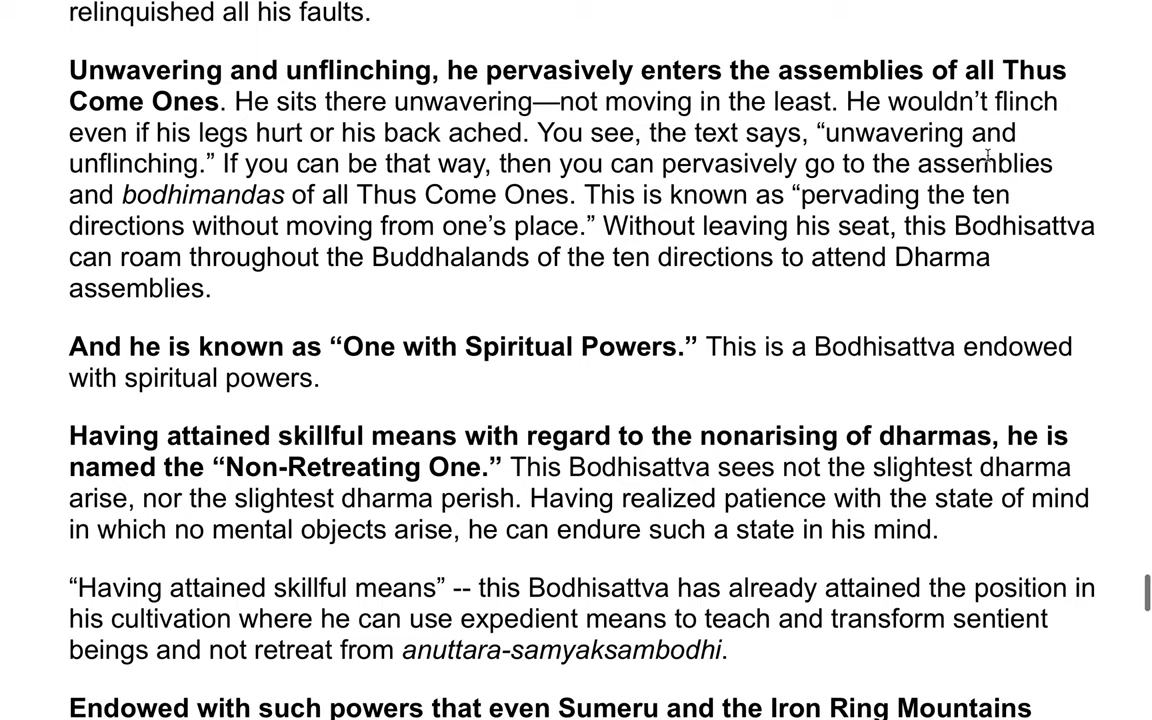 relinquished all his faults.
Unwavering and unflinching, he pervasively enters the assemblies of all Thus
Come Ones. He sits there unwavering—not moving in the least. He wouldn’t flinch
even if his legs hurt or his back ached. You see, the text says, “unwavering and
unflinching.” If you can be that way, then you can pervasively go to the assemblies
and bodhimandas of all Thus Come Ones. This is known as “pervading the ten
directions without moving from one’s place.” Without leaving his seat, this Bodhisattva
can roam throughout the Buddhalands of the ten directions to attend Dharma
assemblies.
And he is known as “One with Spiritual Powers.” This is a Bodhisattva endowed
with spiritual powers.
Having attained skillful means with regard to the nonarising of dharmas, he is
named the “Non-Retreating One.” This Bodhisattva sees not the slightest dharma
arise, nor the slightest dharma perish. Having realized patience with the state of mind
in which no mental objects arise, he can endure such a state in his mind.
“Having attained skillful means” -- this Bodhisattva has already attained the position in
his cultivation where he can use expedient means to teach and transform sentient
beings and not retreat from anuttara-samyaksambodhi.
Endowed with such powers that even Sumeru and the Iron Ring Mountains